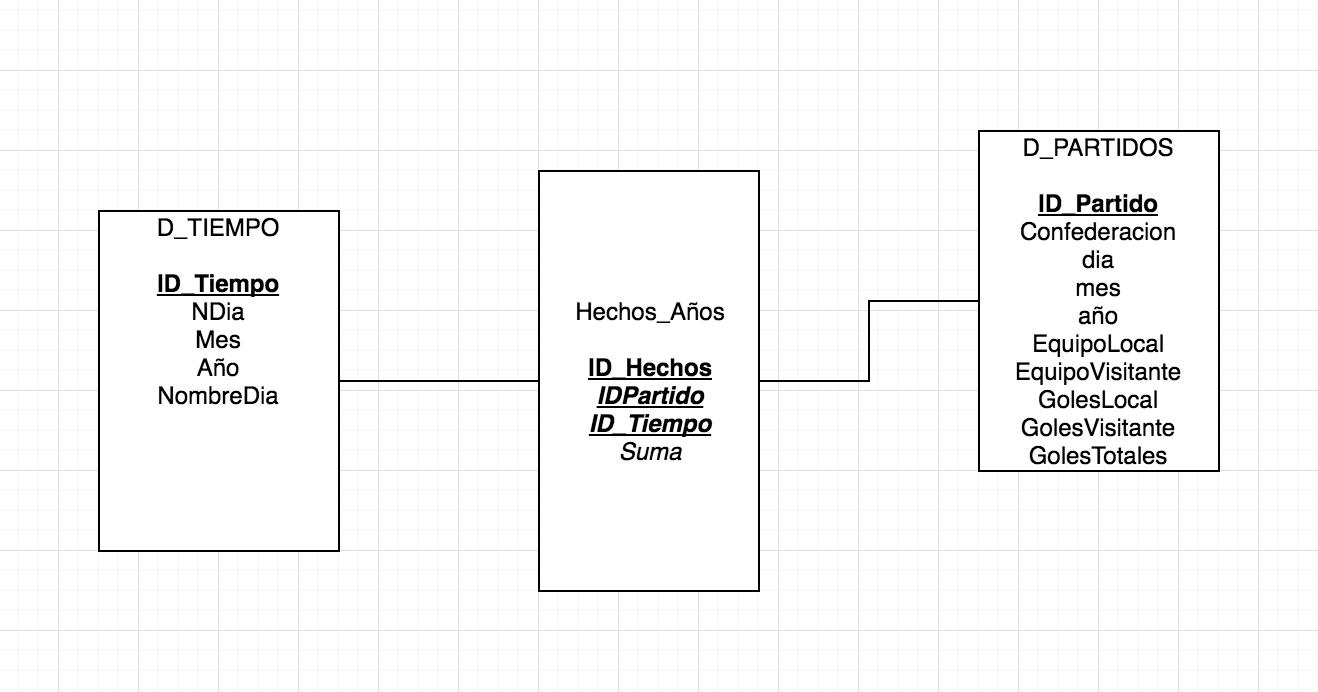 D_TIEMPO
ID_Tiempo
NDia
Mes
Año
NombreDia
Hechos_Años
ID_Hechos
IDPartido
ID_Tiempo
Suma
D_PARTIDOS
ID_Partido
Confederacion
dia
mes
año
EquipoLocal
EquipoVisitante
GolesLocal
GolesVisitante
GolesTotales